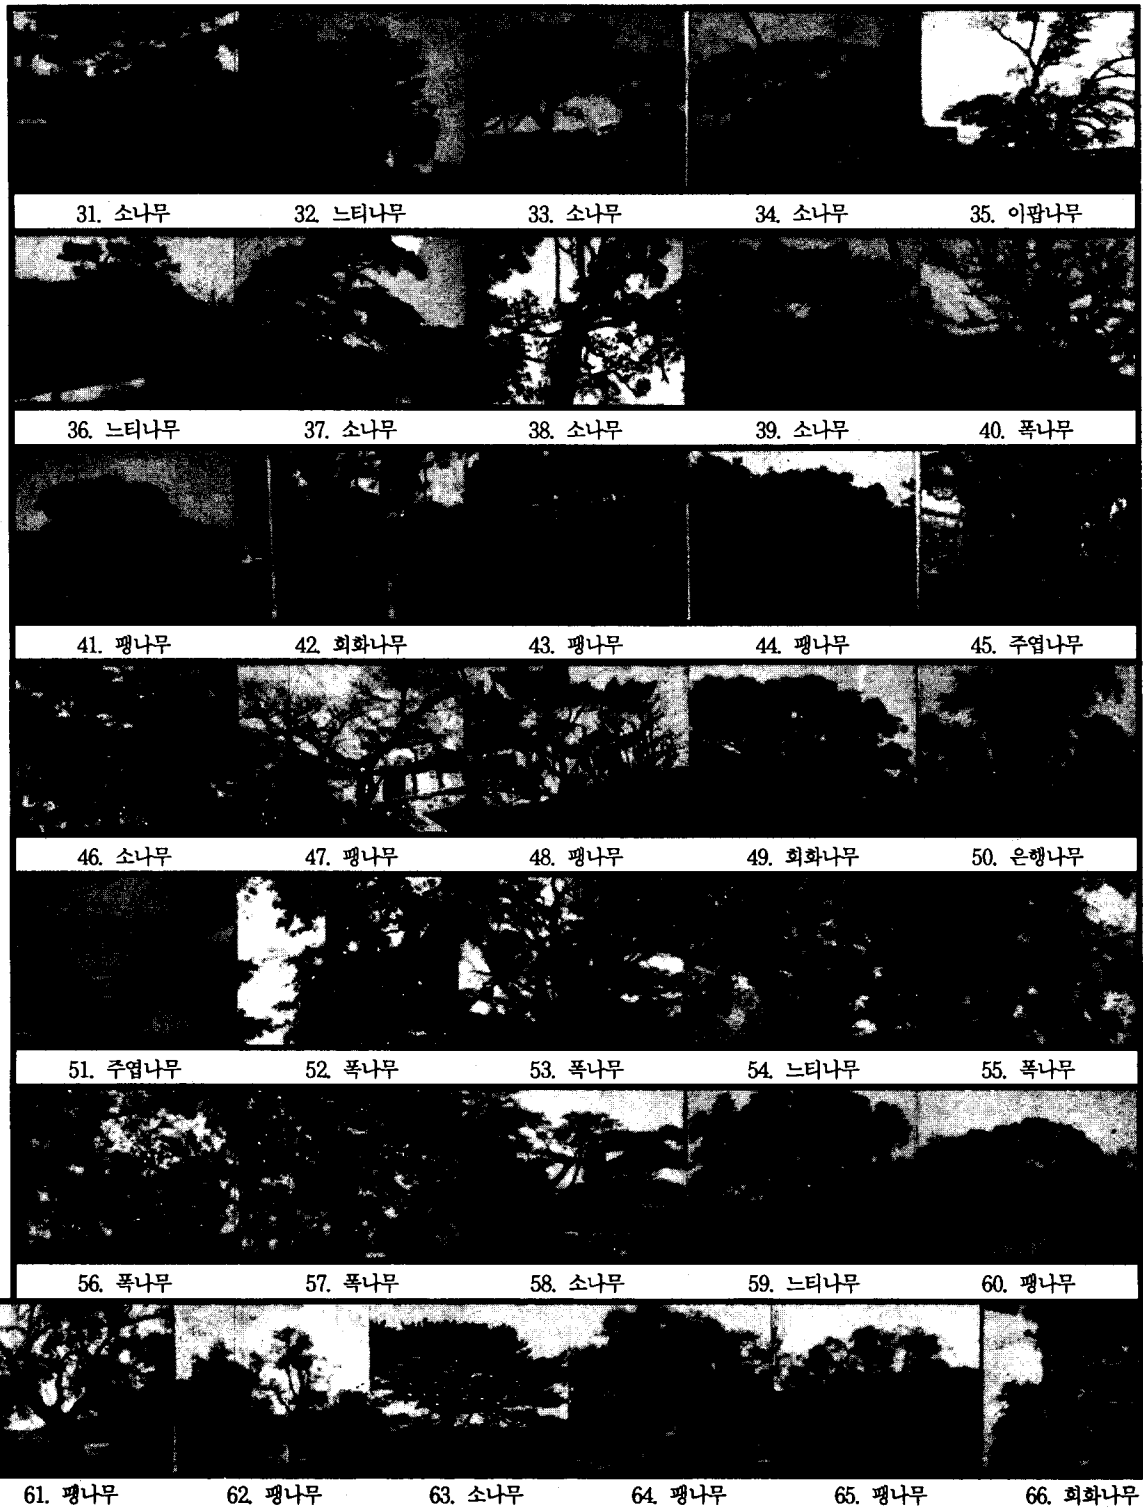 31. 소나무 32. 느티나무 33. 소나무 34. 소나무 35. 이팝나무
36. 느티나무 37. 소나무 38. 소나무 39. 소나무 40. 폭나무
41. 팽나무 42. 회화나무 43. 팽나무 44. 팽나무 45. 주엽나무
46. 소나무 47. 팽나무 48. 팽나무 49. 회화나무 50. 은행나무
51. 주엽나무 52. 폭나무 53. 폭나무 54. 느티나무 55. 폭나무
56. 폭나무 57. 폭나무 58. 소나무 59. 느티나무 60. 팽나무
61. 팽나무 62. 팽나무 63. 소나무 64. 팽나무 65. 팽나무 66. 회화나무